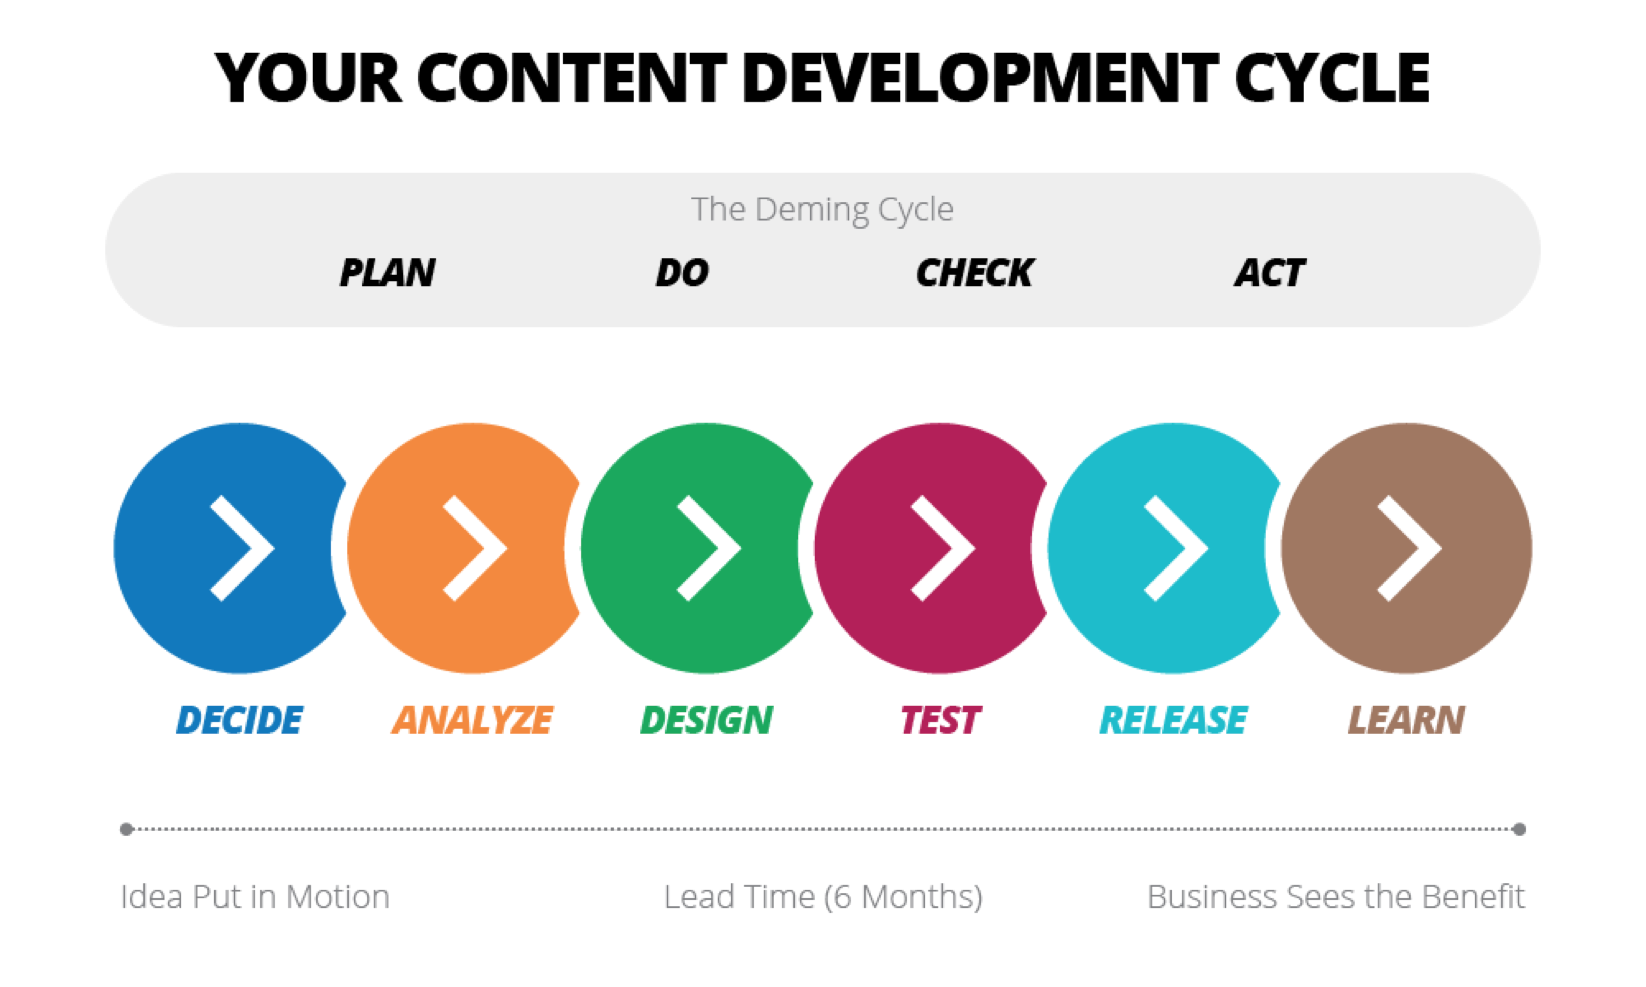 YOUR CONTENT DEVELOPMENT CYCLE
The Deming Cycle
PLAN DO CHECK ACT
DECIDE ANALYZE DESIGN TEST RELEASE LEARN
Idea Put in Motion Lead Time (6 Months) Business Sees the Benefit